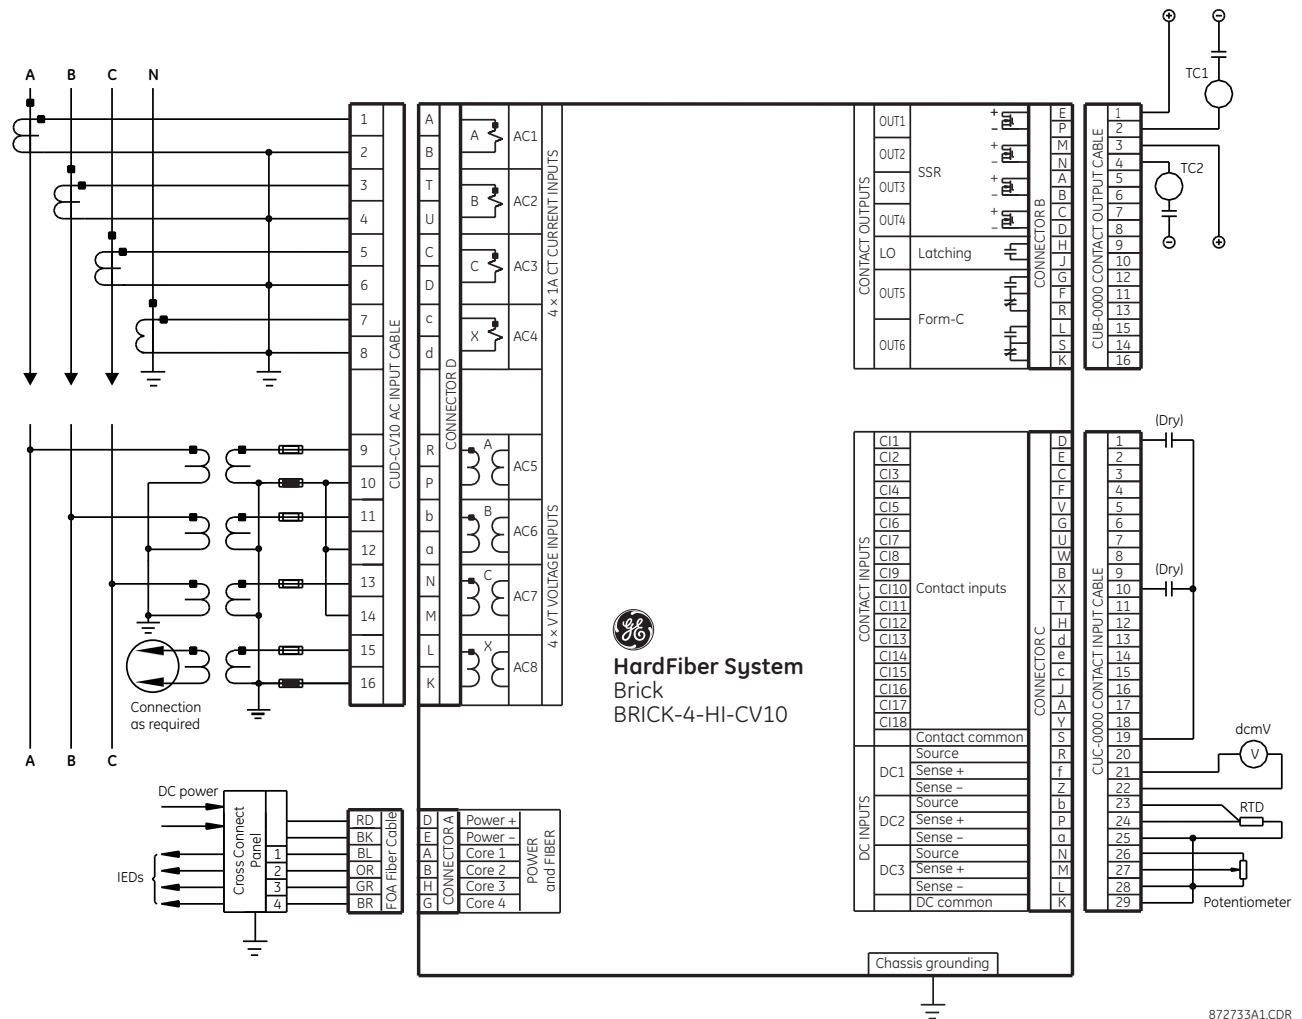 A B C N
1
2
3
4
5
6
7
8
9
10
11
12
13
14
15
16
CUD-CV10 AC INPUT CABLE
A
B
T
U
C
D
c
d
R
P
b
a
N
M
L
K
CONNECTOR D
A AC1
B AC2
C AC3
X AC4
A AC5
B AC6
C AC7
X AC8
4 x 1A CT CURRENT INPUTS
4 x VT VOLTAGE INPUTS
Connection
as required
A B C
DC power
IEDs
Cross Connect
Panel
1
2
3
4
RD
BK
BL
OR
GR
BR
FOA Fiber Cable
D
E
A
B
H
G
CONNECTOR A
Power +
Power –
Core 1
Core 2
Core 3
Core 4
POWER
and FIBER
GE
HardFiber System
Brick
BRICK-4-HI-CV10
CONTACT OUTPUTS
OUT1
OUT2
OUT3
OUT4
LO
OUT5
OUT6
SSR
Latching
Form-C
+
–
+
–
+
–
+
–
CONNECTOR B
E
P
M
N
A
B
C
D
H
J
G
F
R
L
S
K
CUB-0000 CONTACT OUTPUT CABLE
1
2
3
4
5
6
7
8
9
10
12
11
13
15
14
16
+ –
TC1
TC2
– +
CONTACT INPUTS
CI1
CI2
CI3
CI4
CI5
CI6
CI7
CI8
CI9
CI10
CI11
CI12
CI13
CI14
CI15
CI16
CI17
CI18
Contact inputs
Contact common
DC INPUTS
DC1
Source
Sense +
Sense –
DC2
Source
Sense +
Sense –
DC3
Source
Sense +
Sense –
DC common
CONNECTOR C
D
E
C
F
V
G
U
W
B
X
T
H
d
e
c
J
A
Y
S
R
f
Z
b
P
a
N
M
L
K
CUC-0000 CONTACT INPUT CABLE
1
2
3
4
5
6
7
8
9
10
11
12
13
14
15
16
17
18
19
20
21
22
23
24
25
26
27
28
29
(Dry)
(Dry)
dcmV
V
RTD
Potentiometer
Chassis grounding
872733A1.CDR